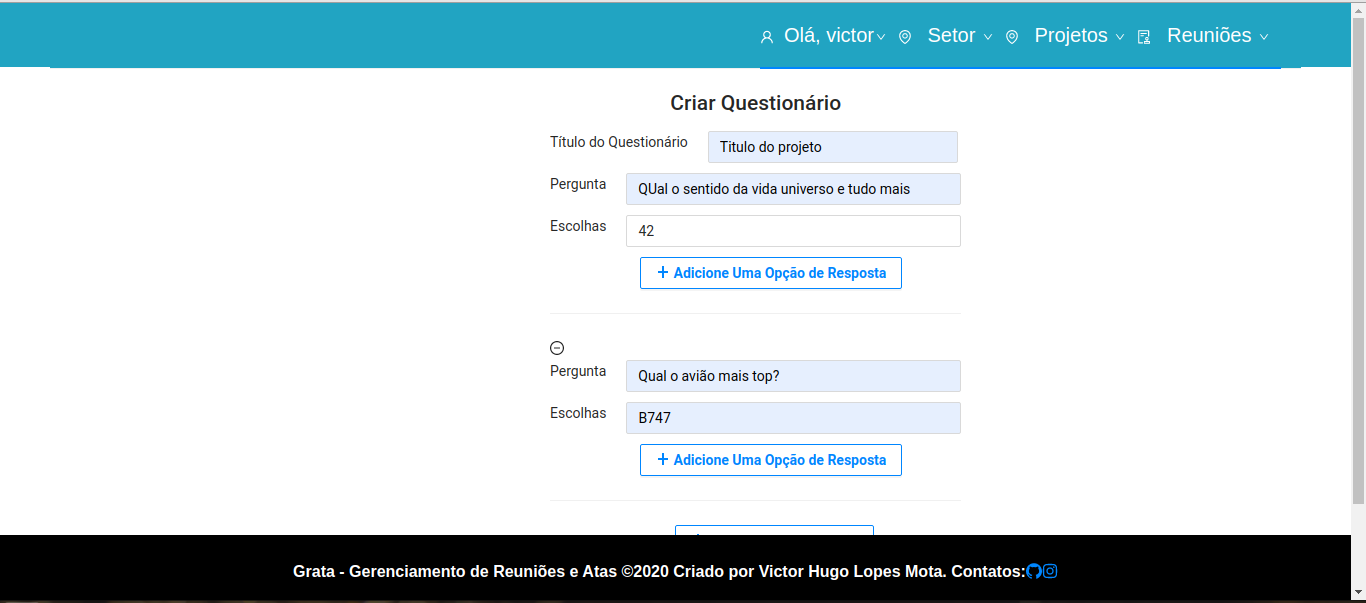 Olá, victor Setor Projetos Reuniões
Criar Questionário
Título do Questionário Titulo do projeto
Pergunta QUal o sentido da vida universo e tudo mais
Escolhas 42
+ Adicione Uma Opção de Resposta
Pergunta Qual o avião mais top?
Escolhas B747
+ Adicione Uma Opção de Resposta
Grata - Gerenciamento de Reuniões e Atas ©2020 Criado por Victor Hugo Lopes Mota. Contatos: